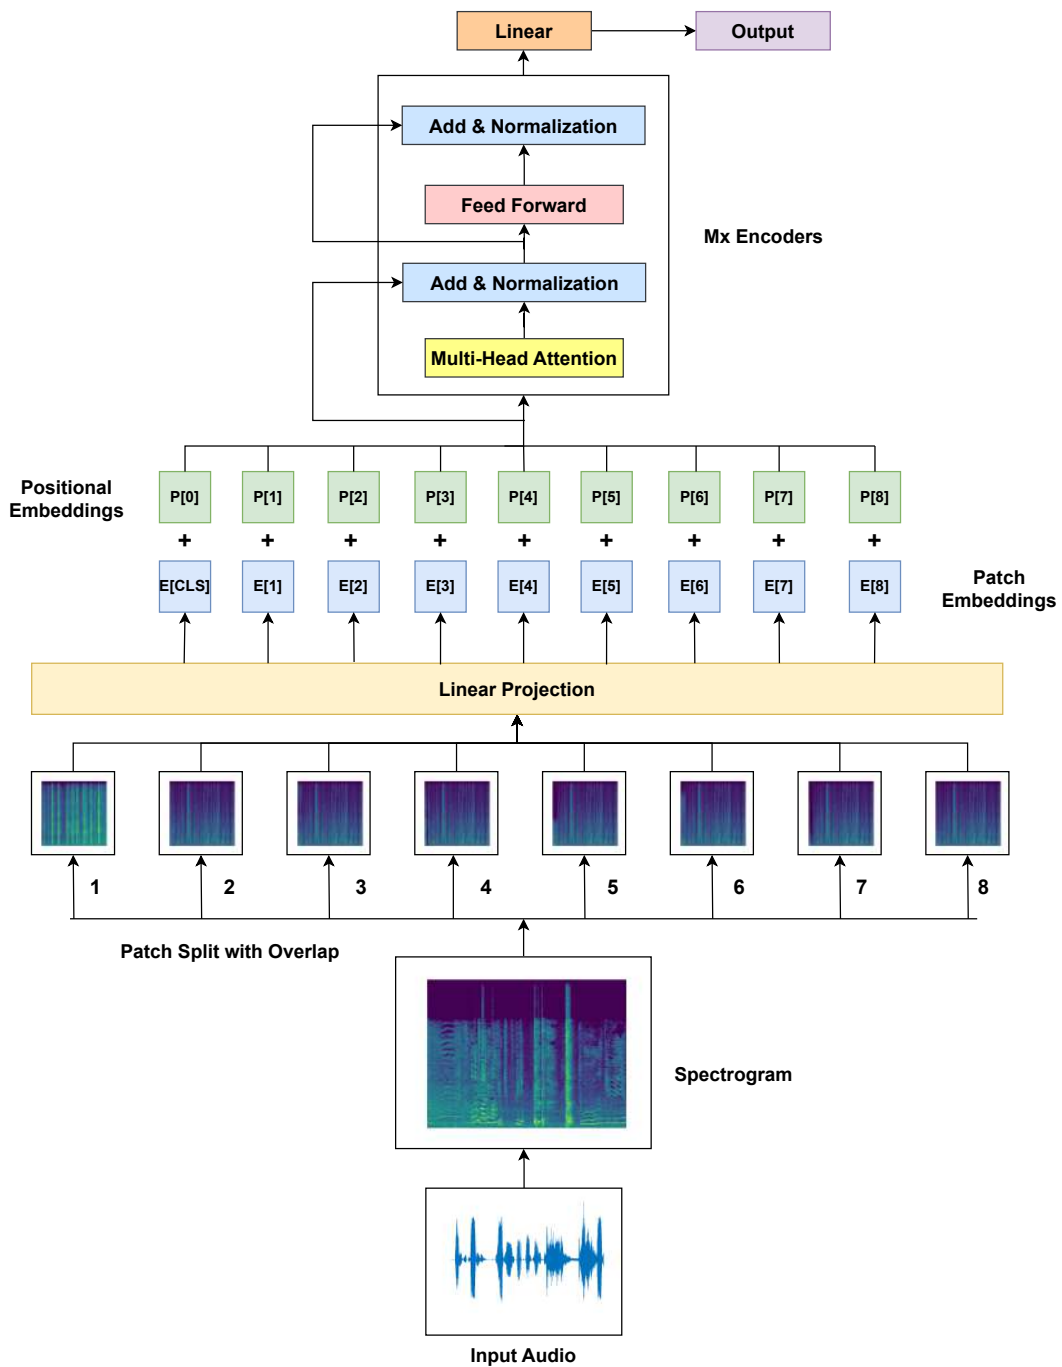 Linear
Output
Add & Normalization
Feed Forward
Mx Encoders
Add & Normalization
Multi-Head Attention
Positional
Embeddings
P[0] P[1] P[2] P[3] P[4] P[5] P[6] P[7] P[8]
+ + + + + + + + +
E[CLS] E[1] E[2] E[3] E[4] E[5] E[6] E[7] E[8]
Patch
Embeddings
Linear Projection
1 2 3 4 5 6 7 8
Patch Split with Overlap
Spectrogram
Input Audio